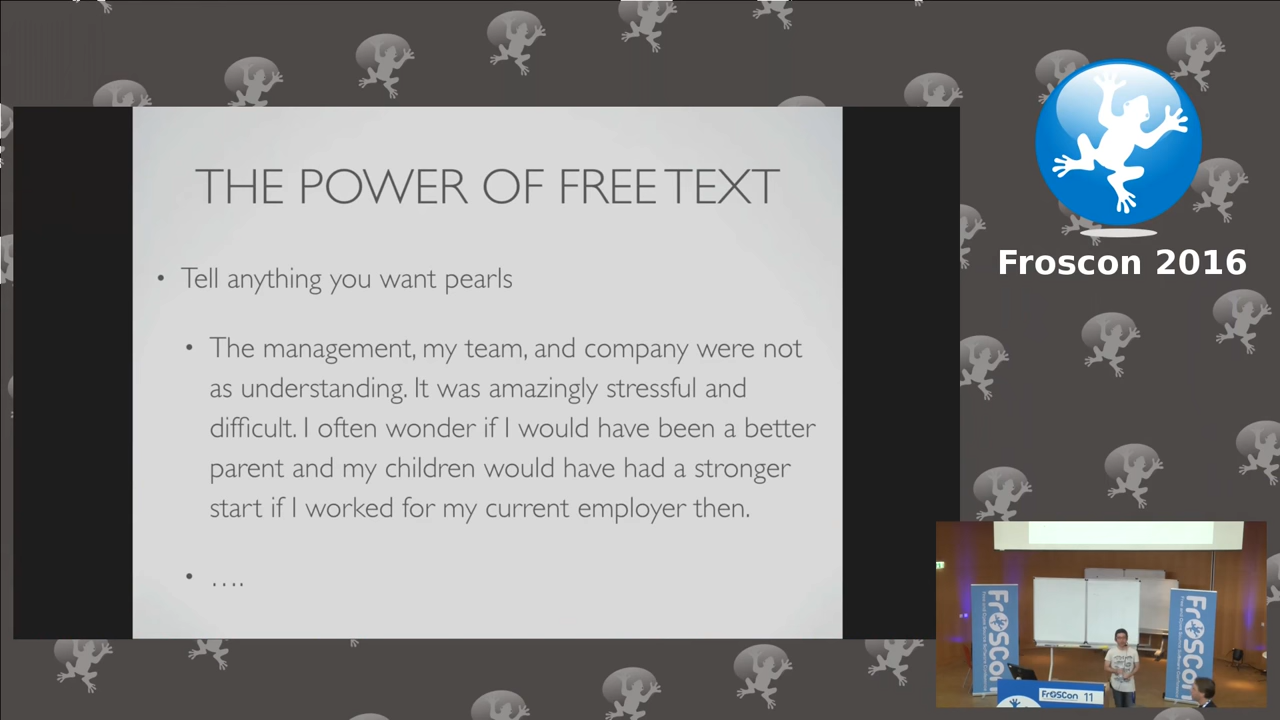 THE POWER OF FREE TEXT
• Tell anything you want pearls
• The management, my team, and company were not
as understanding. It was amazingly stressful and
difficult. I often wonder if I would have been a better
parent and my children would have had a stronger
start if I worked for my current employer then.
• ....
Froscon 2016
FrOSCon
FrOSCon
FrOSCon 11